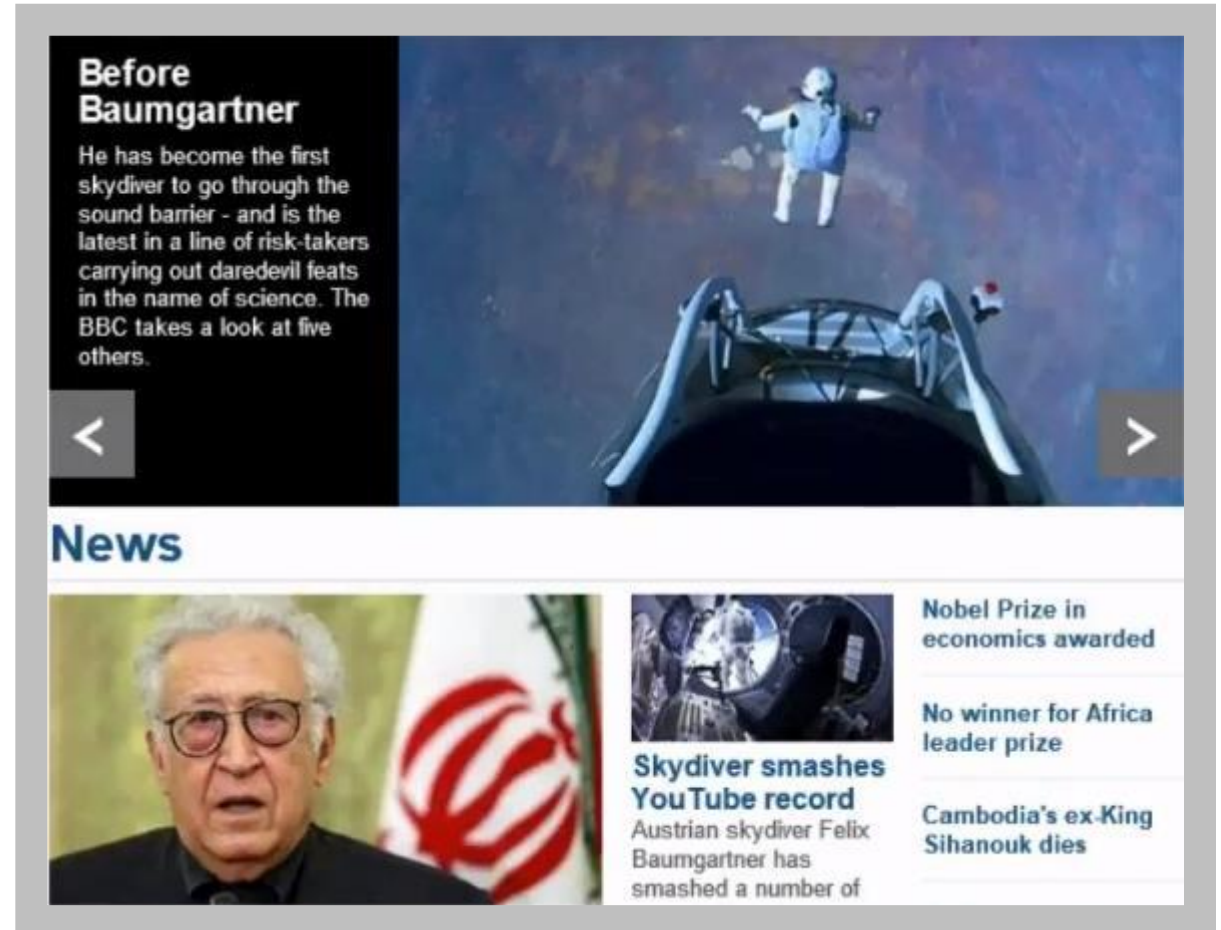 Before
Baumgartner
He has become the first
skydiver to go through the
sound barrier - and is the
latest in a line of risk-takers
carrying out daredevil feats
in the name of science. The
BBC takes a look at five
others.
<
>
News
Skydiver smashes
YouTube record
Austrian skydiver Felix
Baumgartner has
smashed a number of
Nobel Prize in
economics awarded
No winner for Africa
leader prize
Cambodia's ex-King
Sihanouk dies